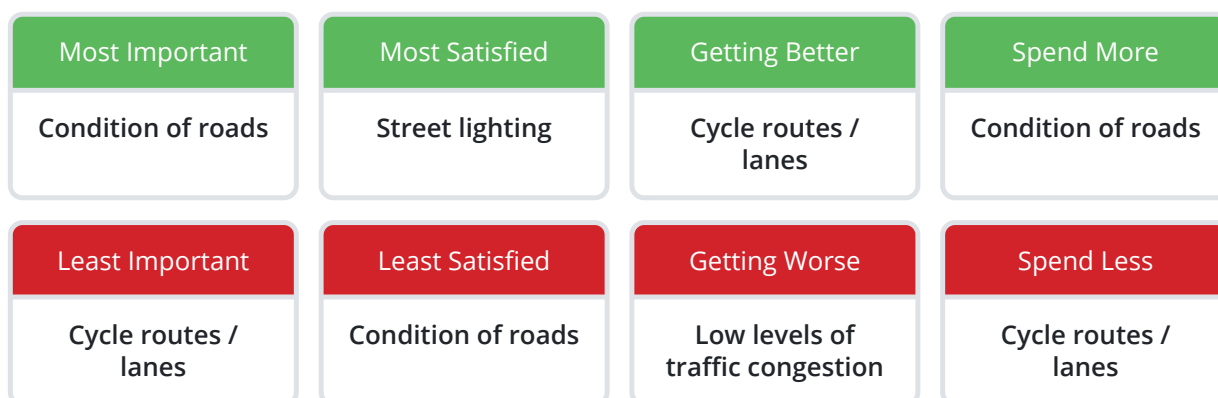 Most Important
Most Satisfied
Getting Better
Spend More
Condition of roads
Street lighting
Cycle routes /
lanes
Condition of roads
Least Important
Least Satisfied
Getting Worse
Spend Less
Cycle routes /
lanes
Condition of roads
Low levels of
traffic congestion
Cycle routes /
lanes